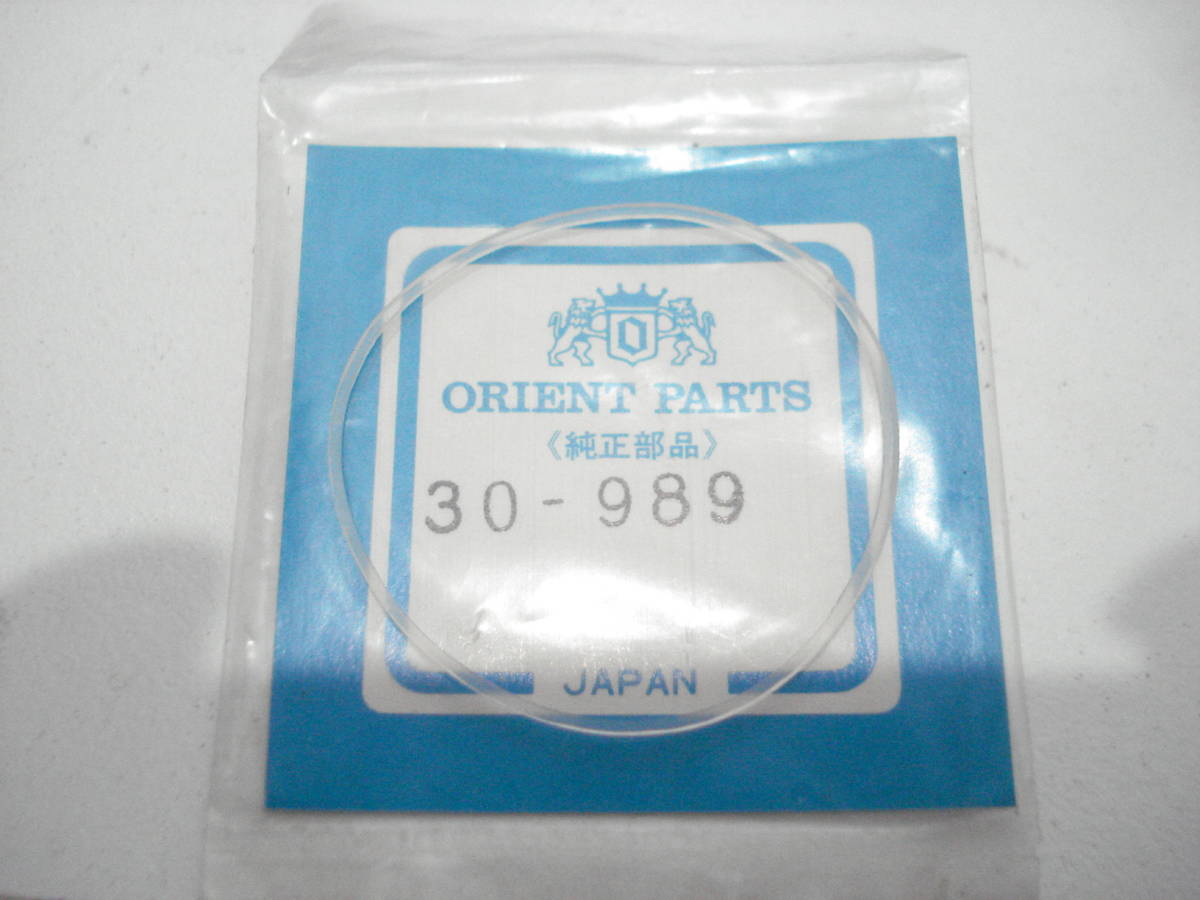 O
ORIENT PARTS
《純正部品》
30-989
JAPAN